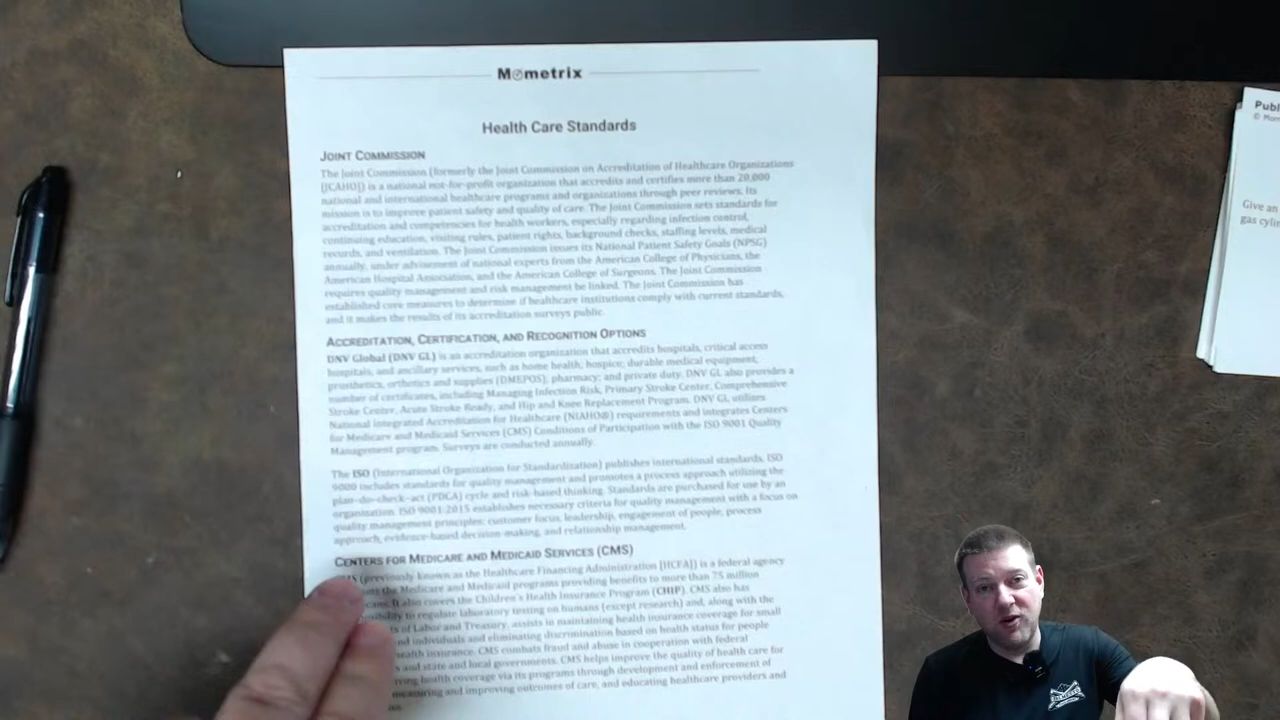 Mometrix
Health Care Standards
JOINT COMMISSION
The Joint Commission (formerly the Joint Commission on Accreditation of Healthcare Organizations
[JCAHO]) is a national not-for-profit organization that accredits and certifies more than 20,000
national and international healthcare programs and organizations through peer reviews. Its
mission is to improve patient safety and quality of care. The Joint Commission sets standards for
accreditation and competencies for health workers, especially regarding infection control,
continuing education, visiting rules, patient rights, background checks, staffing levels, medical
records, and ventilation. The Joint Commission issues its National Patient Safety Goals (NPSG)
annually, under advisement of national experts from the American College of Physicians, the
American Hospital Association, and the American College of Surgeons. The Joint Commission
requires quality management and risk management be linked. The Joint Commission has
established core measures to determine if healthcare institutions comply with current standards,
and it makes the results of its accreditation surveys public.
ACCREDITATION, CERTIFICATION, AND RECOGNITION OPTIONS
DNV Global (DNV GL) is an accreditation organization that accredits hospitals, critical access
hospitals, and ancillary services, such as home health; hospice; durable medical equipment,
prosthetics, orthotics and supplies (DMEPOS); pharmacy; and private duty. DNV GL also provides a
number of certificates, including Managing Infection Risk, Primary Stroke Center, Comprehensive
Stroke Center, Acute Stroke Ready, and Hip and Knee Replacement Program. DNV GL utilizes
National Integrated Accreditation for Healthcare (NIAHO®) requirements and integrates Centers
for Medicare and Medicaid Services (CMS) Conditions of Participation with the ISO 9001 Quality
Management program. Surveys are conducted annually.
The ISO (International Organization for Standardization) publishes international standards. ISO
9000 includes standards for quality management and promotes a process approach utilizing the
plan–do–check–act (PDCA) cycle and risk-based thinking. Standards are purchased for use by an
organization. ISO 9001:2015 establishes necessary criteria for quality management with a focus on
quality management principles: customer focus, leadership, engagement of people, process
approach, evidence-based decision-making, and relationship management.
CENTERS FOR MEDICARE AND MEDICAID SERVICES (CMS)
(previously known as the Healthcare Financing Administration [HCFA]) is a federal agency
the Medicare and Medicaid programs providing benefits to more than 75 million
It also covers the Children's Health Insurance Program (CHIP). CMS also has
to regulate laboratory testing on humans (except research) and, along with the
of Labor and Treasury, assists in maintaining health insurance coverage for small
and individuals and eliminating discrimination based on health status for people
health insurance. CMS combats fraud and abuse in cooperation with federal
and state and local governments. CMS helps improve the quality of health care for
health coverage via its programs through development and enforcement of
measuring and improving outcomes of care, and educating healthcare providers and
Give an